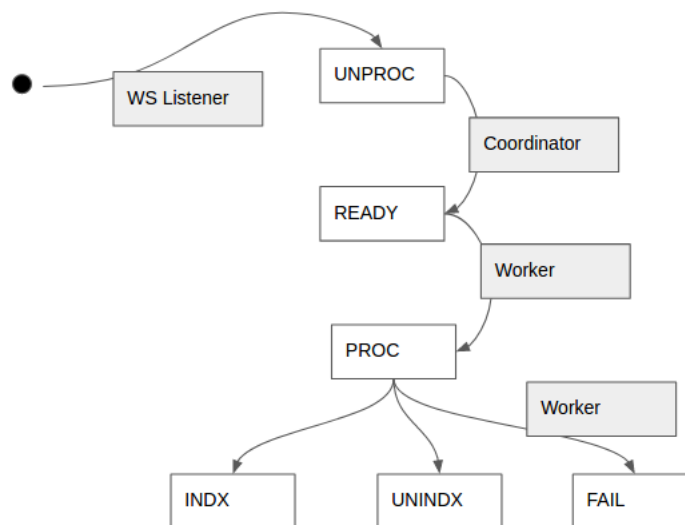 UNPROC
WS Listener
Coordinator
READY
Worker
PROC
Worker
INDX
UNINDX
FAIL